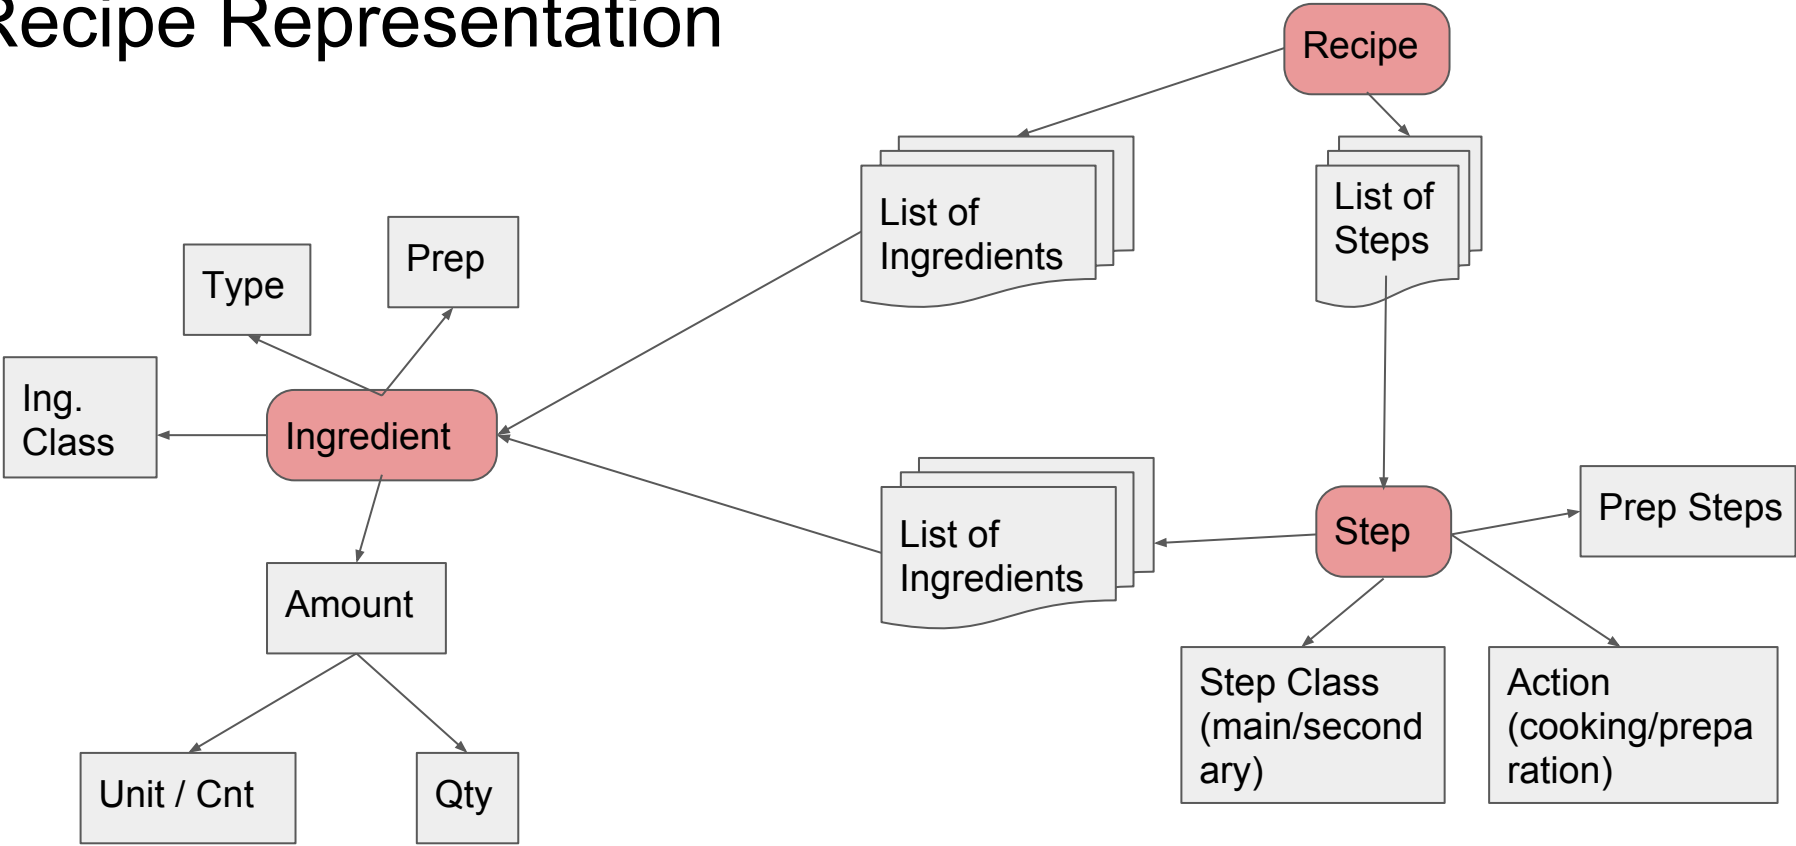 Recipe Representation
Recipe
List of
Ingredients
List of
Steps
Prep
Type
Ing.
Class
Ingredient
Amount
Unit / Cnt
Qty
List of
Ingredients
Step
Prep Steps
Step Class
(main/second
ary)
Action
(cooking/prepa
ration)